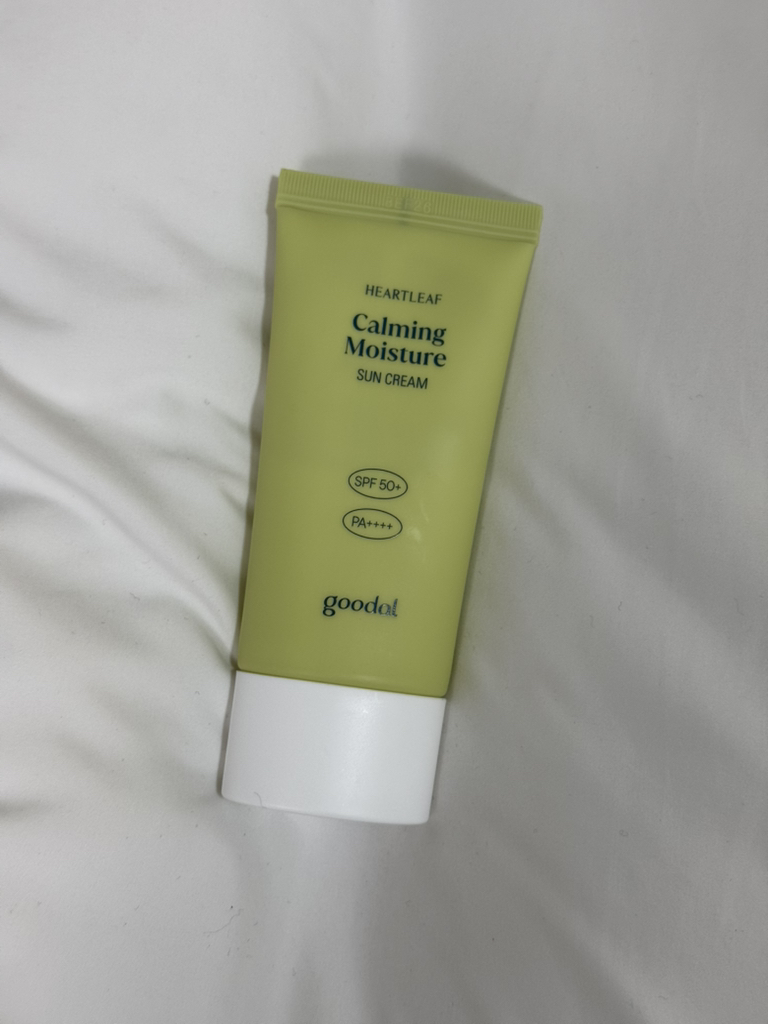 HEARTLEAF
Calming
Moisture
SUN CREAM
SPF 50+
PA++++
goodal